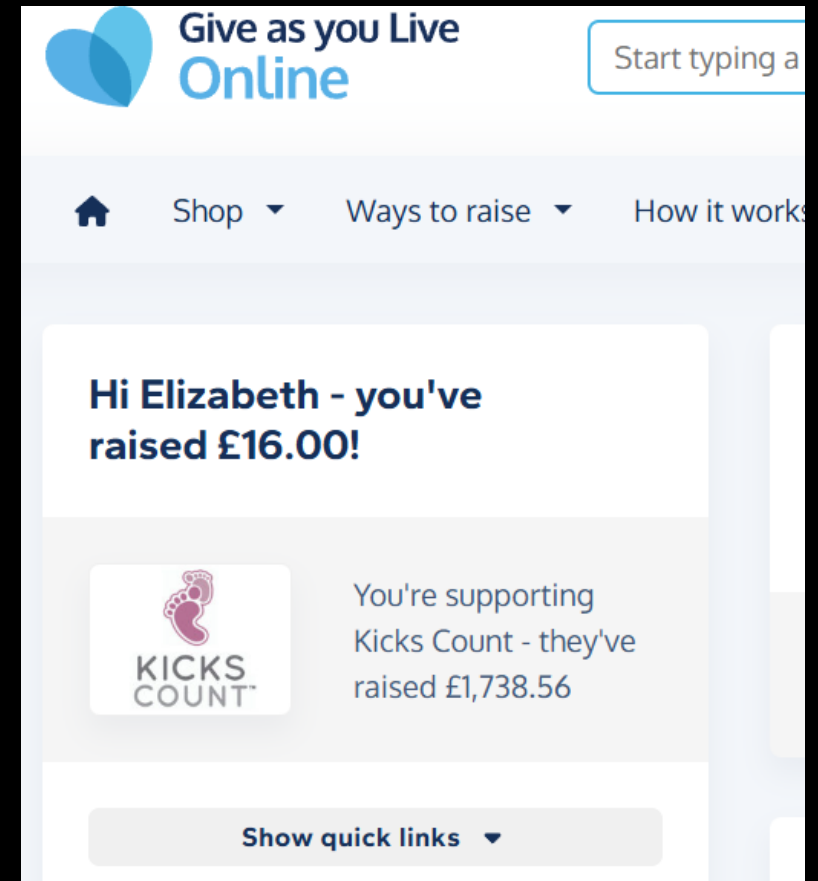 Give as you Live
Online
Start typing a
Shop
Ways to raise
How it works
Hi Elizabeth - you've
raised £16.00!
KICKS
COUNT™
You're supporting
Kicks Count - they've
raised £1,738.56
Show quick links